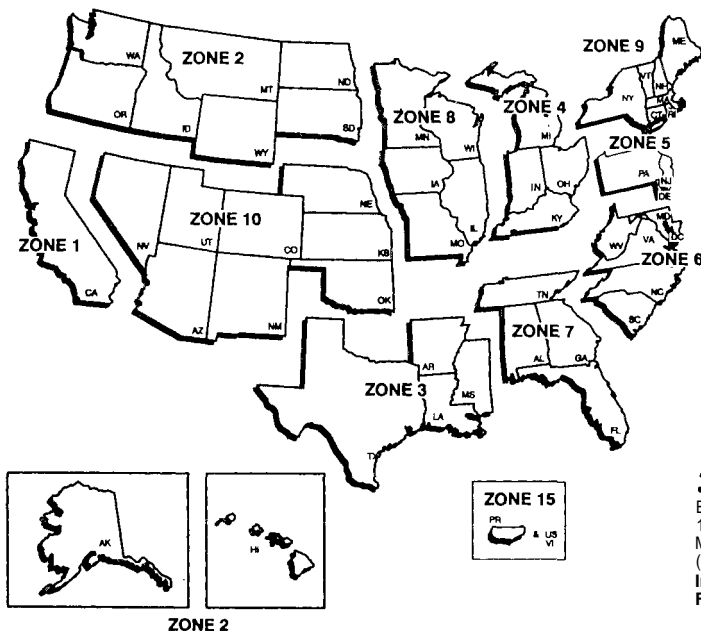 ZONE 9
ME
ZONE 2
WA
VT
NH
MT
ND
NY
MA
CT
RI
ZONE 8
ZONE 4
OR
ID
SD
MN
WI
MI
ZONE 5
WY
PA
NJ
DE
IA
IN
OH
NE
MD
DC
ZONE 10
IL
WV
VA
ZONE 1
NV
UT
CO
KB
MO
KY
ZONE 6
CA
NC
OK
TN
AZ
NM
SC
ZONE 7
AR
AL
GA
ZONE 3
MS
LA
TX
FL
ZONE 15
PR
& US
VI
AK
HI
E
1
M
(
I
F
ZONE 2